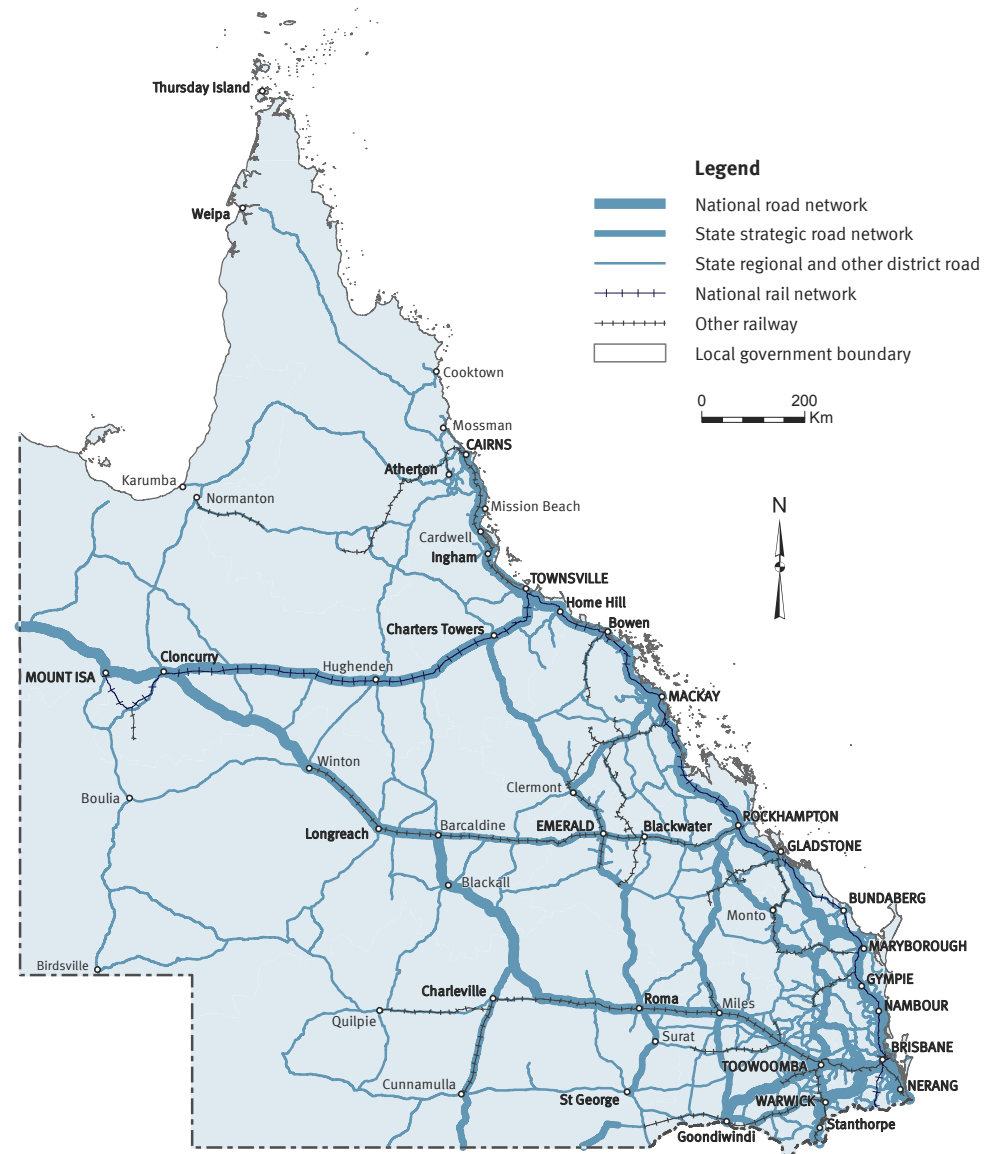 Thursday Island
Legend
National road network
Weipa
State strategic road network
State regional and other district road
National rail network
Other railway
Local government boundary
Cooktown
0 200
Km
Mossman
CAIRNS
Atherton
Karumba
Normanton
Mission Beach
N
Cardwell
Ingham
TOWNSVILLE
Home Hill
Bowen
Charters Towers
Cloncurry
Hughenden
MOUNT ISA
MACKAY
Winton
Clermont
Boulia
ROCKHAMPTON
Longreach
Barcaldine
EMERALD
Blackwater
GLADSTONE
Blackall
BUNDABERG
Monto
MARYBOROUGH
Birdsville
GYMPIE
Charleville
Roma
Miles
NAMBOUR
Quilpie
Surat
BRISBANE
TOOWOOMBA
Cunnamulla
NERANG
St George
WARWICK
Stanthorpe
Goondiwindi